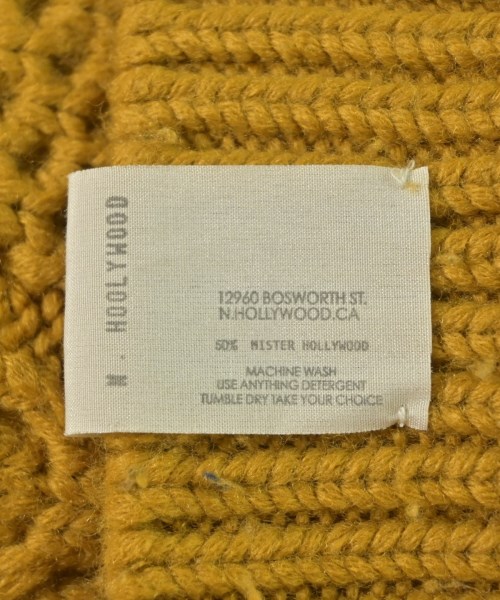 N. HOOLYWOOD
12960 BOSWORTH ST.
N.HOLLYWOOD.CA
50% MISTER HOLLYWOOD
MACHINE WASH
USE ANYTHING DETERGENT
TUMBLE DRY TAKE YOUR CHOICE